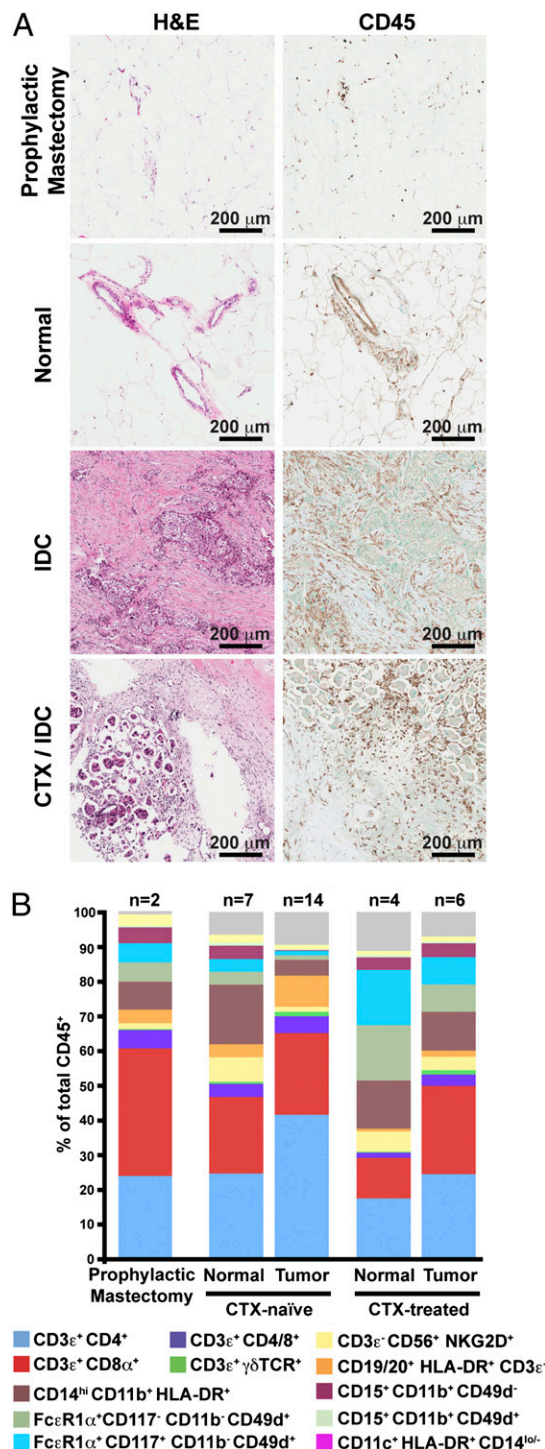 A
H&E CD45
Prophylactic
Mastectomy
200 µm 200 µm
Normal
200 µm 200 µm
IDC
200 µm 200 µm
CTX / IDC
200 µm 200 µm
B
n=2 n=7 n=14 n=4 n=6
% of total CD45⁺
100
90
80
70
60
50
40
30
20
10
0
Prophylactic
Mastectomy
Normal Tumor Normal Tumor
CTX-naïve CTX-treated
CD3ε⁺ CD4⁺ CD3ε⁺ CD4/8⁺ CD3ε⁻ CD56⁺ NKG2D⁺
CD3ε⁺ CD8α⁺ CD3ε⁺ γδTCR⁺ CD19/20⁺ HLA-DR⁺ CD3ε⁻
CD14ʰⁱ CD11b⁺ HLA-DR⁺ CD15⁺ CD11b⁺ CD49d⁻
FcεR1α⁺CD117⁻ CD11b⁻ CD49d⁺ CD15⁺ CD11b⁺ CD49d⁺
FcεR1α⁺ CD117⁺ CD11b⁻ CD49d⁺ CD11c⁺ HLA-DR⁺ CD14ˡᵒ/⁻